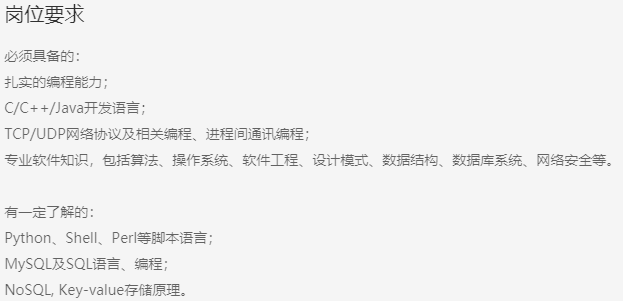 岗位要求
必须具备的：
扎实的编程能力；
C/C++/Java开发语言；
TCP/UDP网络协议及相关编程、进程间通讯编程；
专业软件知识，包括算法、操作系统、软件工程、设计模式、数据结构、数据库系统、网络安全等。
有一定了解的：
Python、Shell、Perl等脚本语言；
MySQL及SQL语言、编程；
NoSQL, Key-value存储原理。